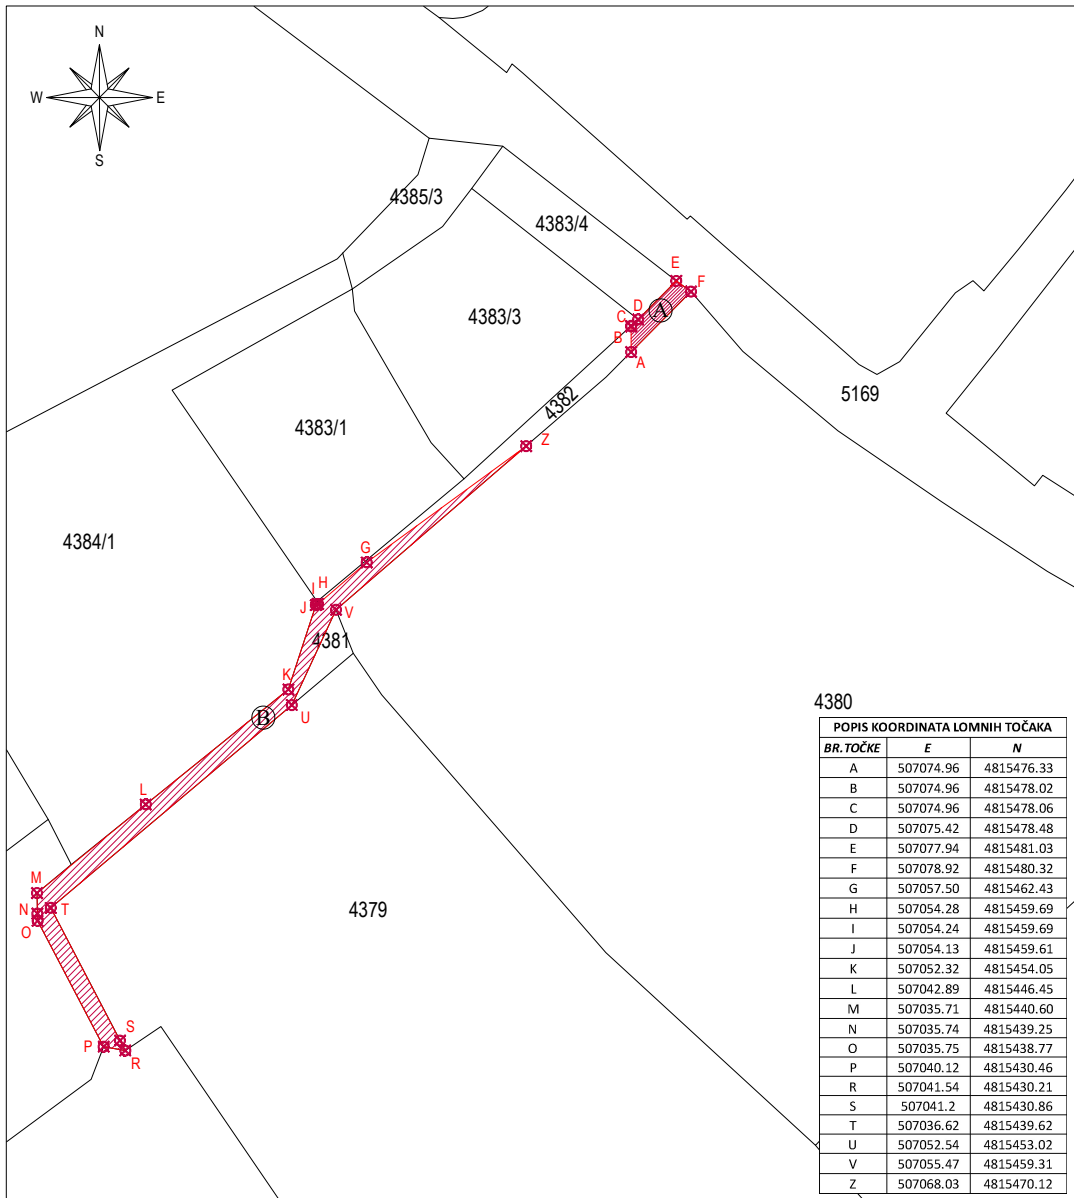 N
W E
S
4385/3
4383/4
E
F
D
A
C
B
A
4383/3
4382
5169
4383/1
Z
4384/1
G
H
I
J
V
4381
K
U
B
4380
L
M
N T
O
4379
S
P
R
POPIS KOORDINATA LOMNIH TOČAKA
BR.TOČKE E N
A 507074.96 4815476.33
B 507074.96 4815478.02
C 507074.96 4815478.06
D 507075.42 4815478.48
E 507077.94 4815481.03
F 507078.92 4815480.32
G 507057.50 4815462.43
H 507054.28 4815459.69
I 507054.24 4815459.69
J 507054.13 4815459.61
K 507052.32 4815454.05
L 507042.89 4815446.45
M 507035.71 4815440.60
N 507035.74 4815439.25
O 507035.75 4815438.77
P 507040.12 4815430.46
R 507041.54 4815430.21
S 507041.2 4815430.86
T 507036.62 4815439.62
U 507052.54 4815453.02
V 507055.47 4815459.31
Z 507068.03 4815470.12